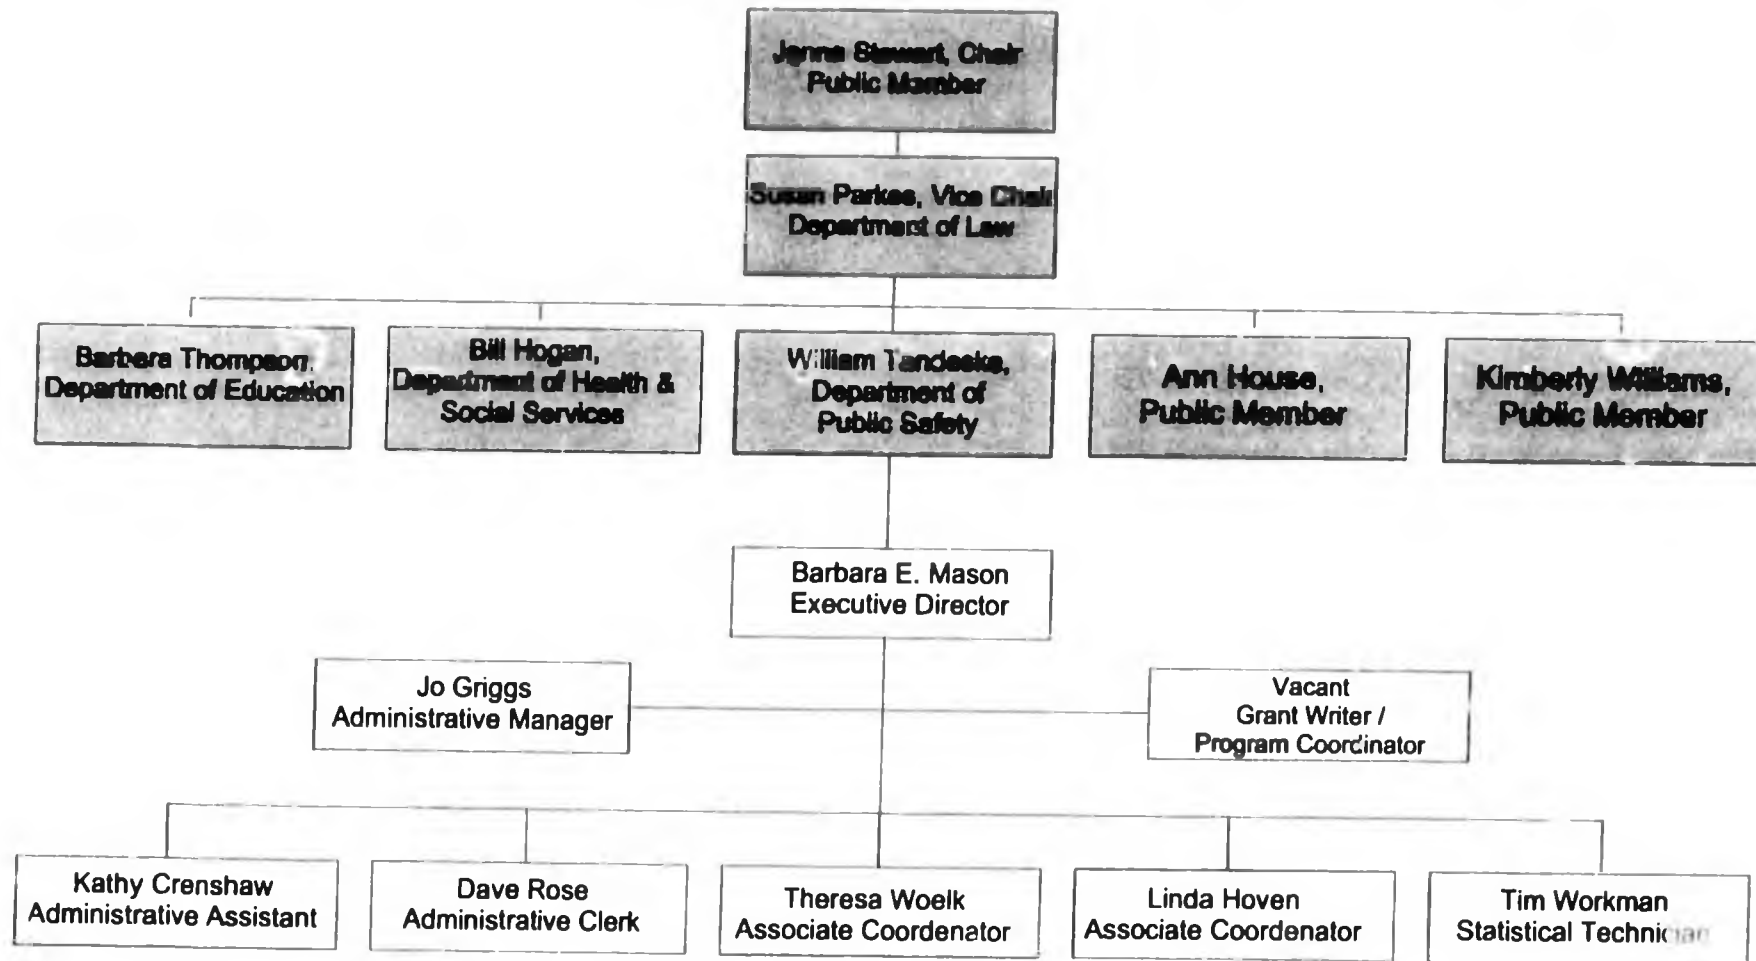 Janna Stewart, Chair
Public Member
Susan Parkes, Vice Chair
Department of Law
Barbara Thompson,
Department of Education
Bill Hogan,
Department of Health &
Social Services
William Tandeske,
Department of
Public Safety
Ann House,
Public Member
Kimberly Williams,
Public Member
Barbara E. Mason
Executive Director
Jo Griggs
Administrative Manager
Vacant
Grant Writer /
Program Coordinator
Kathy Crenshaw
Administrative Assistant
Dave Rose
Administrative Clerk
Theresa Woelk
Associate Coordenator
Linda Hoven
Associate Coordenator
Tim Workman
Statistical Technician